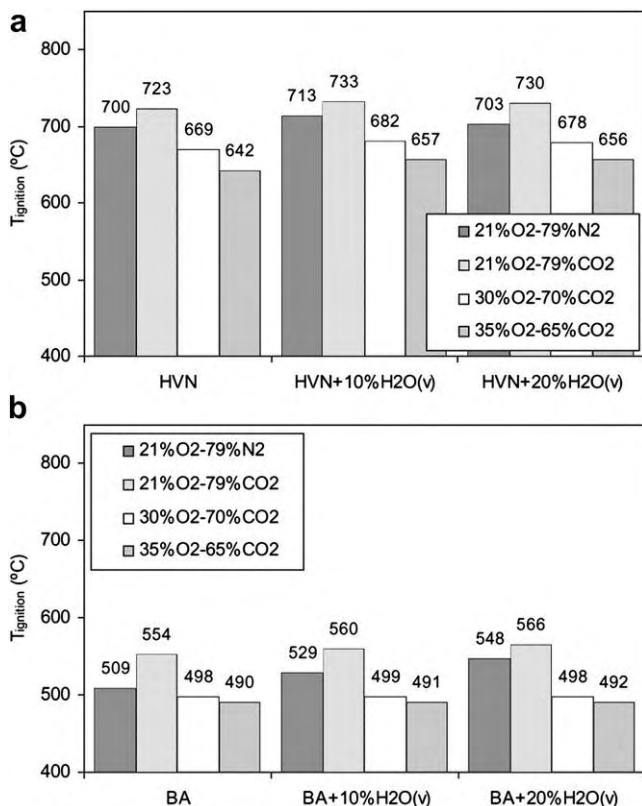 a
800
700
600
500
400
Tignition (ºC)
700
723
669
642
713
733
682
657
703
730
678
656
21%O2-79%N2
21%O2-79%CO2
30%O2-70%CO2
35%O2-65%CO2
HVN
HVN+10%H2O(v)
HVN+20%H2O(v)
b
800
700
600
500
400
Tignition (ºC)
21%O2-79%N2
21%O2-79%CO2
30%O2-70%CO2
35%O2-65%CO2
509
554
498
490
529
560
499
491
548
566
498
492
BA
BA+10%H2O(v)
BA+20%H2O(v)